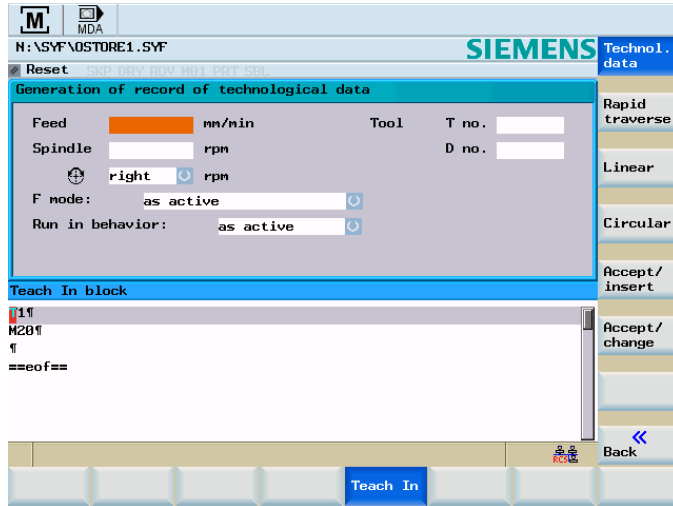 M
MDA
N:\SYF\OSTORE1.SYF
SIEMENS
Reset SKP DRY ROV M01 PRT SBL
Generation of record of technological data
Feed mm/min Tool T no.
Spindle rpm D no.
right rpm
F mode: as active
Run in behavior: as active
Teach In block
T1¶
M20¶
¶
==eof==
RCS
Teach In
Technol.
data
Rapid
traverse
Linear
Circular
Accept/
insert
Accept/
change
«
Back